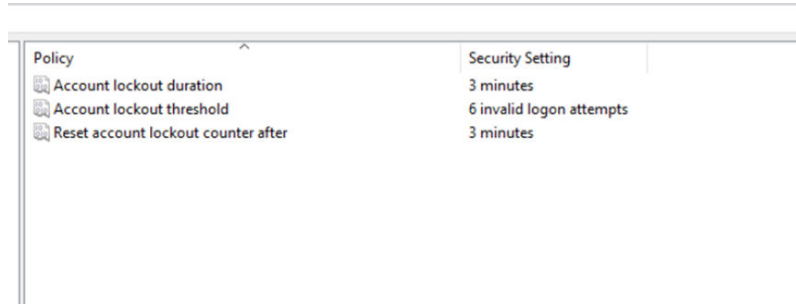 Policy Security Setting
Account lockout duration 3 minutes
Account lockout threshold 6 invalid logon attempts
Reset account lockout counter after 3 minutes